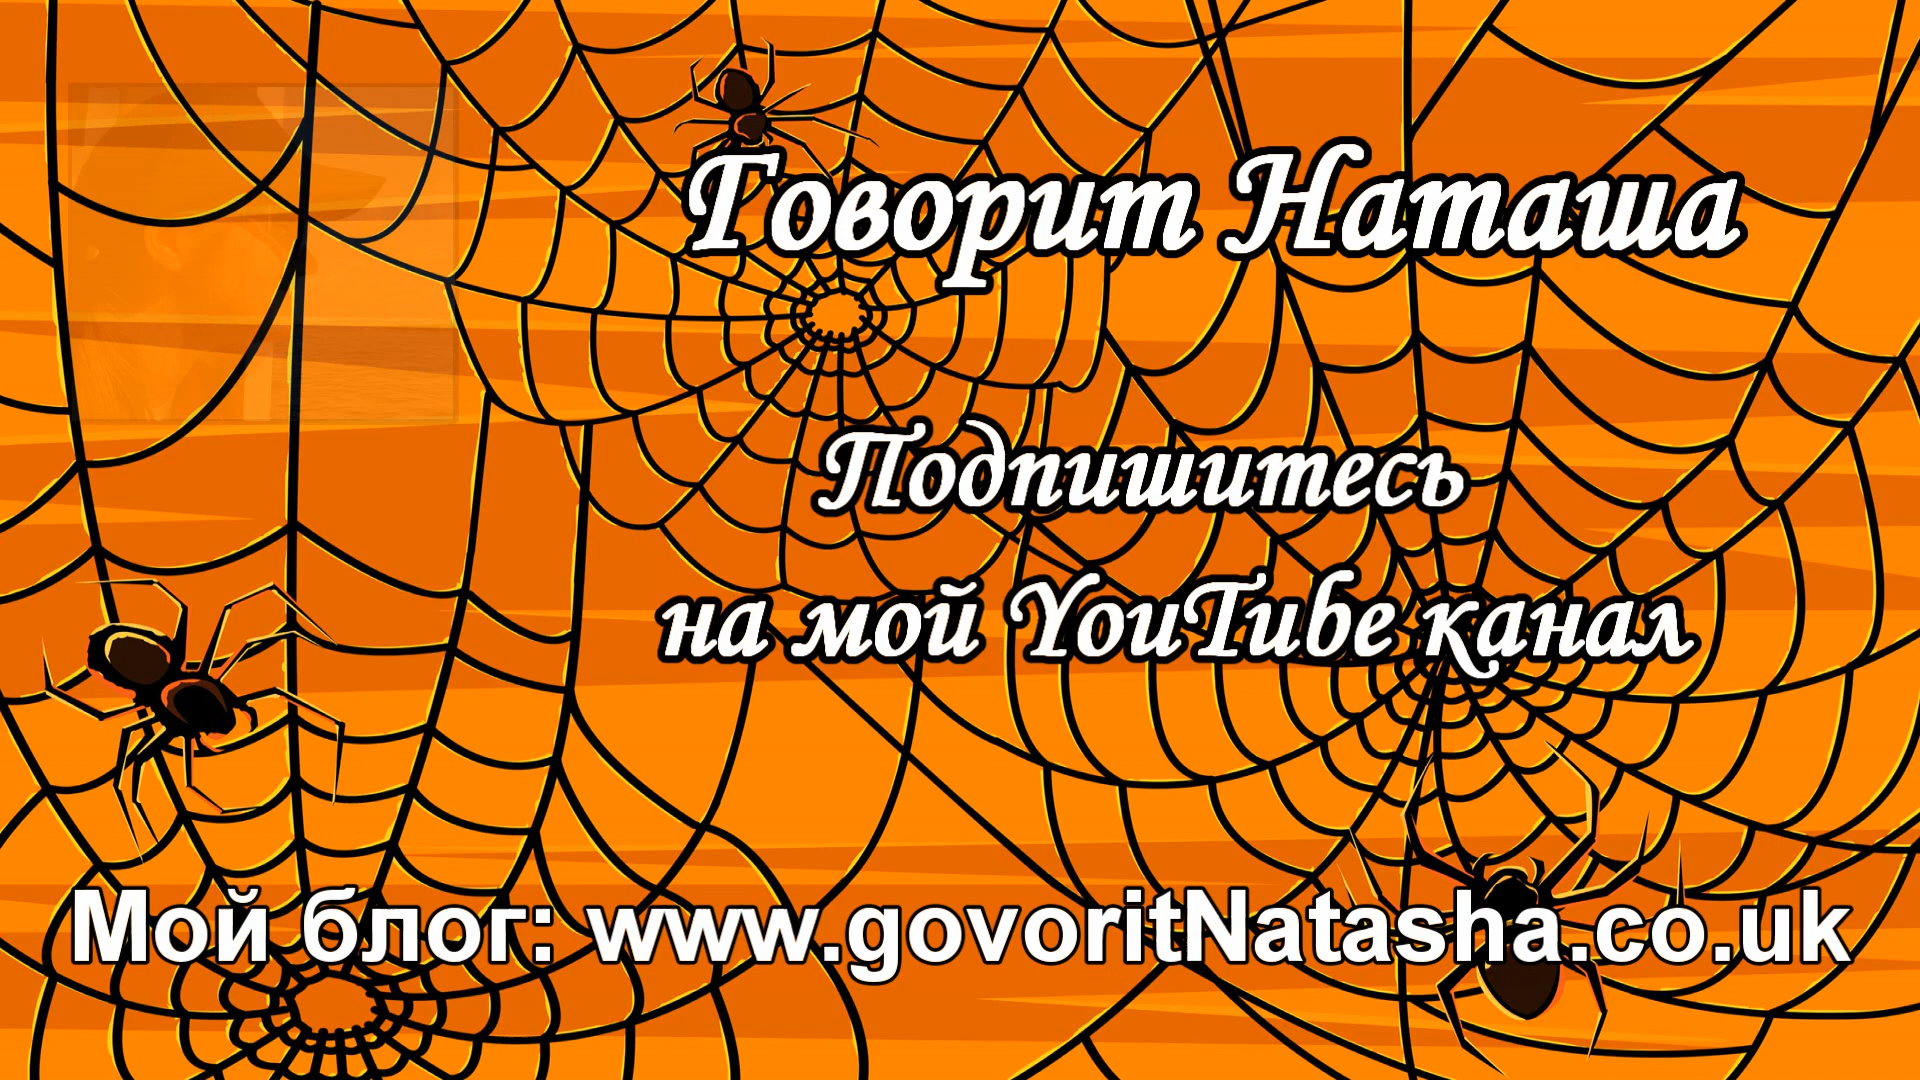 Говорит Наташа
Подпишитесь
на мой YouTube канал
Мой блог: www.govoritNatasha.co.uk